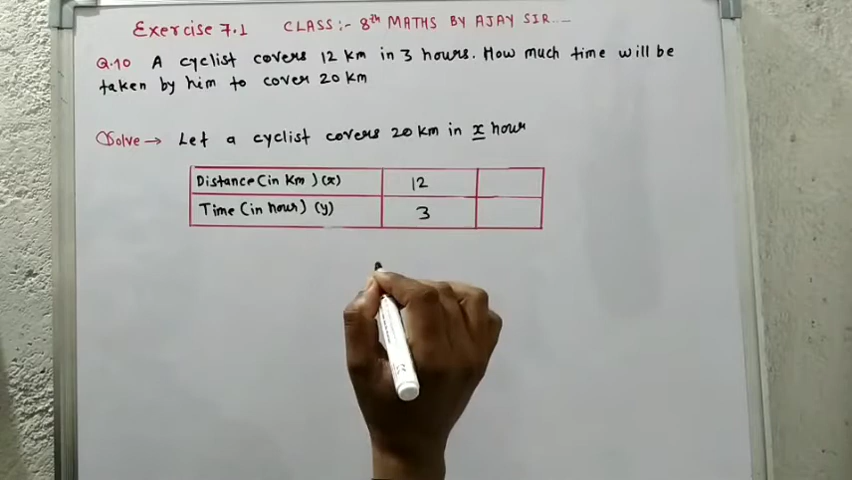 Exercise 7.1 CLASS:- 8th MATHS BY AJAY SIR....
Q.10 A cyclist covers 12 km in 3 hours. How much time will be
taken by him to cover 20 km
Solve → Let a cyclist covers 20 km in x hour
Distance (in km) (x) 12
Time (in hour) (y) 3